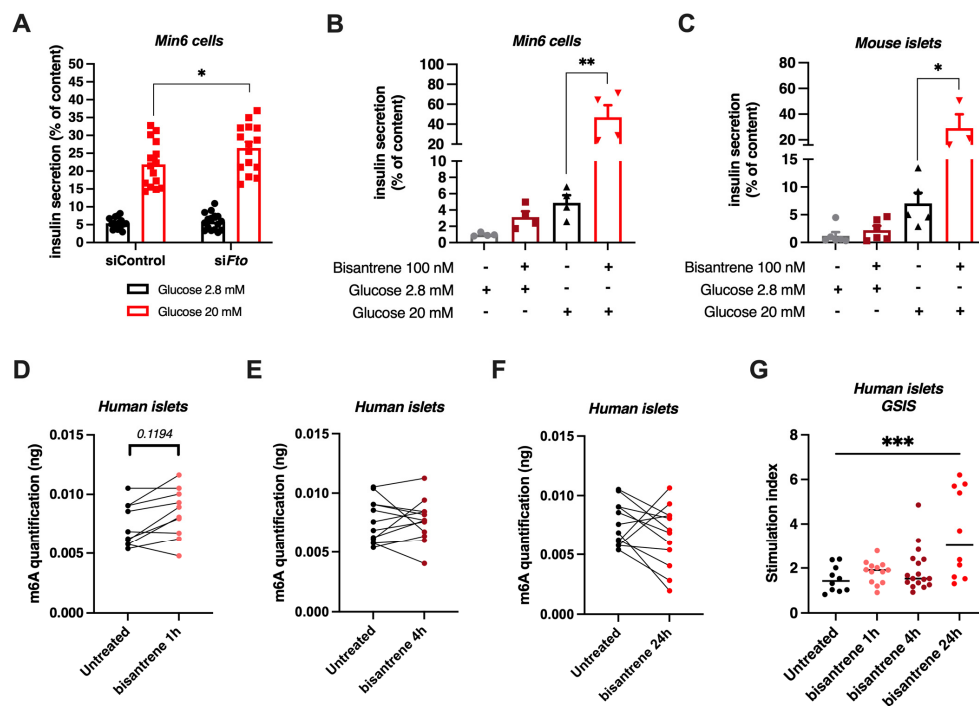 A
Min6 cells
insulin secretion (% of content)
50
45
40
35
30
25
20
15
10
5
0
*
siControl
siFto
Glucose 2.8 mM
Glucose 20 mM
B
Min6 cells
insulin secretion
(% of content)
100
80
60
40
20
8
6
4
2
0
**
Bisantrene 100 nM - + - +
Glucose 2.8 mM + + - -
Glucose 20 mM - - + +
C
Mouse islets
insulin secretion
(% of content)
80
60
40
20
15
10
5
0
*
Bisantrene 100 nM - + - +
Glucose 2.8 mM + + - -
Glucose 20 mM - - + +
D
Human islets
m6A quantification (ng)
0.015
0.010
0.005
0.000
0.1194
Untreated
bisantrene 1h
E
Human islets
m6A quantification (ng)
0.015
0.010
0.005
0.000
Untreated
bisantrene 4h
F
Human islets
m6A quantification (ng)
0.015
0.010
0.005
0.000
Untreated
bisantrene 24h
G
Human islets
GSIS
Stimulation index
8
6
4
2
0
***
Untreated
bisantrene 1h
bisantrene 4h
bisantrene 24h